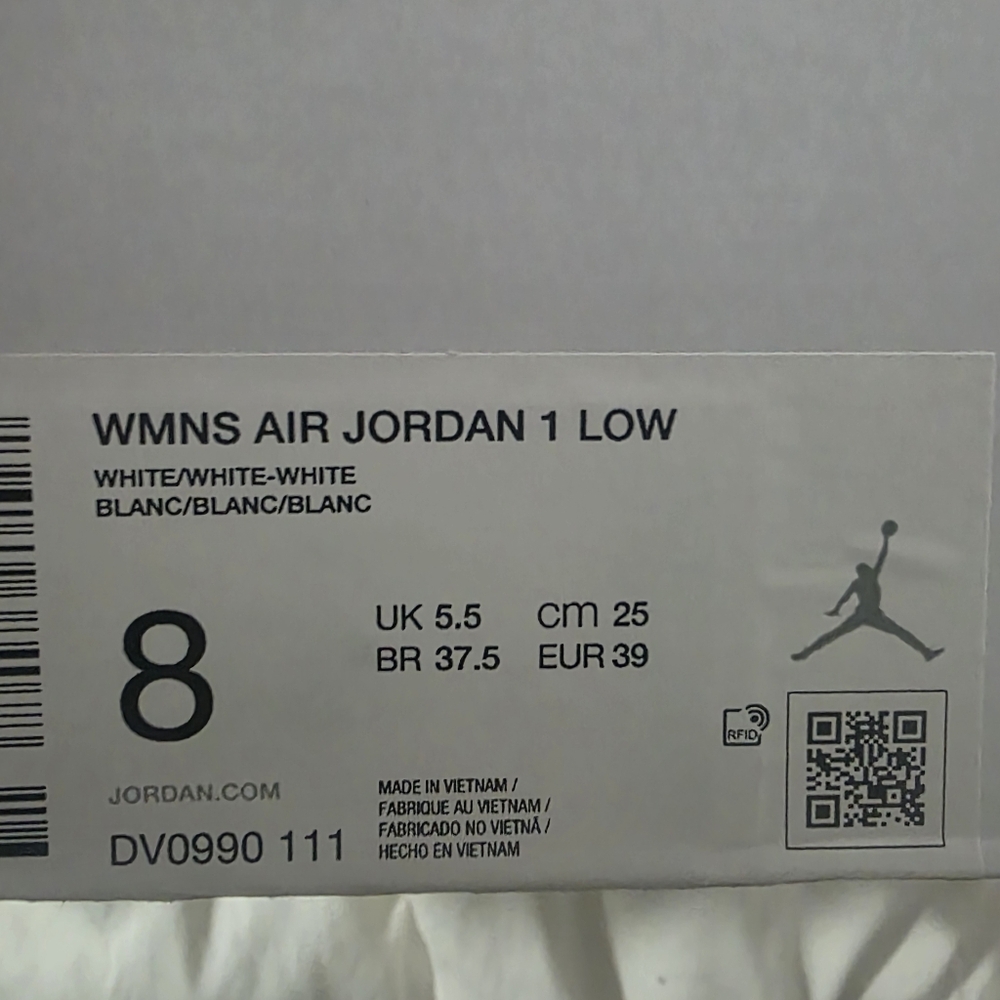 WMNS AIR JORDAN 1 LOW
WHITE/WHITE-WHITE
BLANC/BLANC/BLANC
8
UK 5.5 cm 25
BR 37.5 EUR 39
RFID
JORDAN.COM
DV0990 111
MADE IN VIETNAM /
FABRIQUE AU VIETNAM /
FABRICADO NO VIETNÃ /
HECHO EN VIETNAM